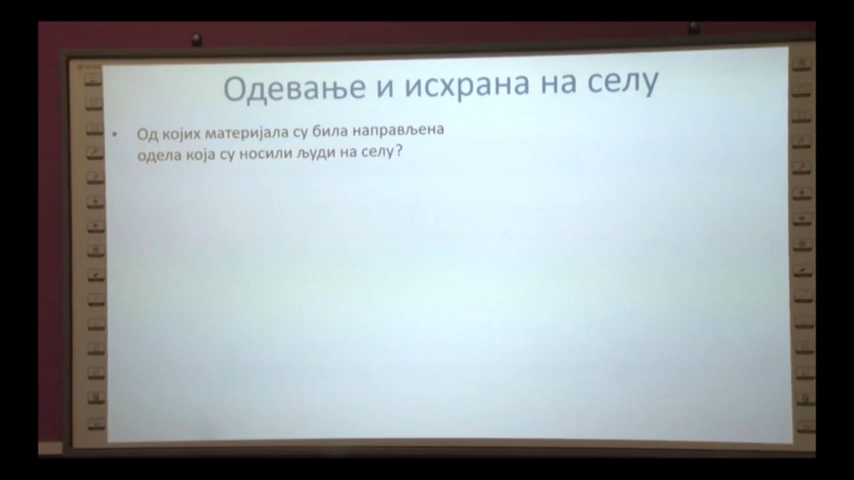 Одевање и исхрана на селу
• Од којих материјала су била направљена
одела која су носили људи на селу?